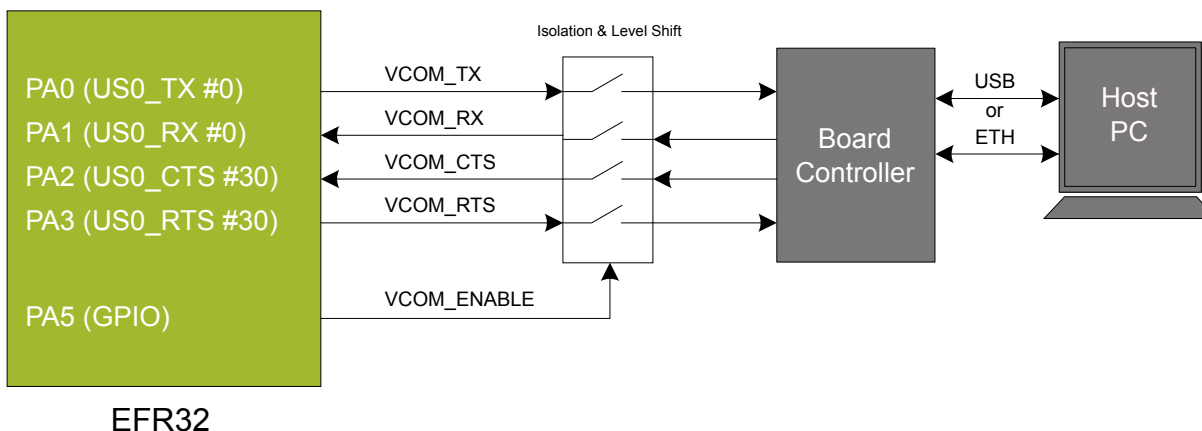 Isolation & Level Shift
PA0 (US0_TX #0)
VCOM_TX
PA1 (US0_RX #0)
VCOM_RX
PA2 (US0_CTS #30)
VCOM_CTS
PA3 (US0_RTS #30)
VCOM_RTS
PA5 (GPIO)
VCOM_ENABLE
Board
Controller
USB
or
ETH
Host
PC
EFR32